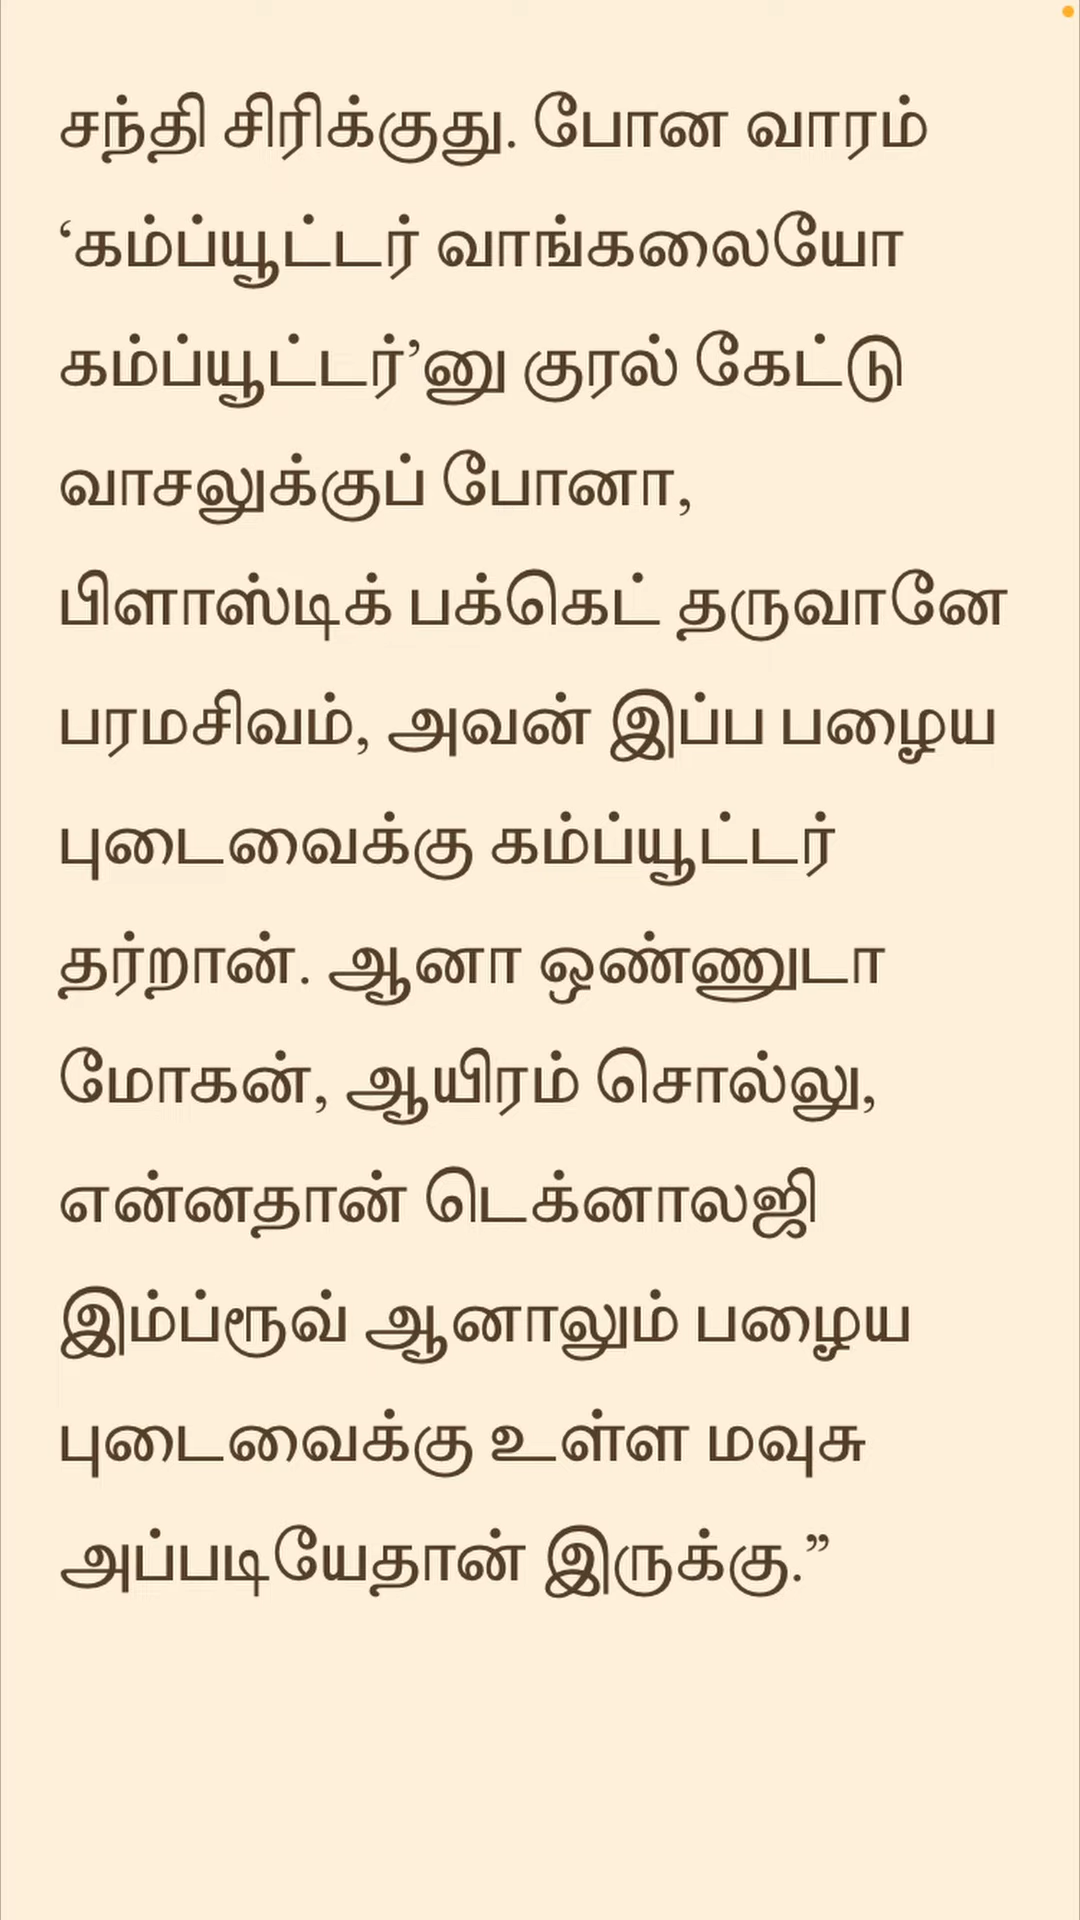 சந்தி சிரிக்குது. போன வாரம்
‘கம்ப்யூட்டர் வாங்கலையோ
கம்ப்யூட்டர்’னு குரல் கேட்டு
வாசலுக்குப் போனா,
பிளாஸ்டிக் பக்கெட் தருவானே
பரமசிவம், அவன் இப்ப பழைய
புடைவைக்கு கம்ப்யூட்டர்
தர்றான். ஆனா ஒண்ணுடா
மோகன், ஆயிரம் சொல்லு,
என்னதான் டெக்னாலஜி
இம்ப்ரூவ் ஆனாலும் பழைய
புடைவைக்கு உள்ள மவுசு
அப்படியேதான் இருக்கு.”